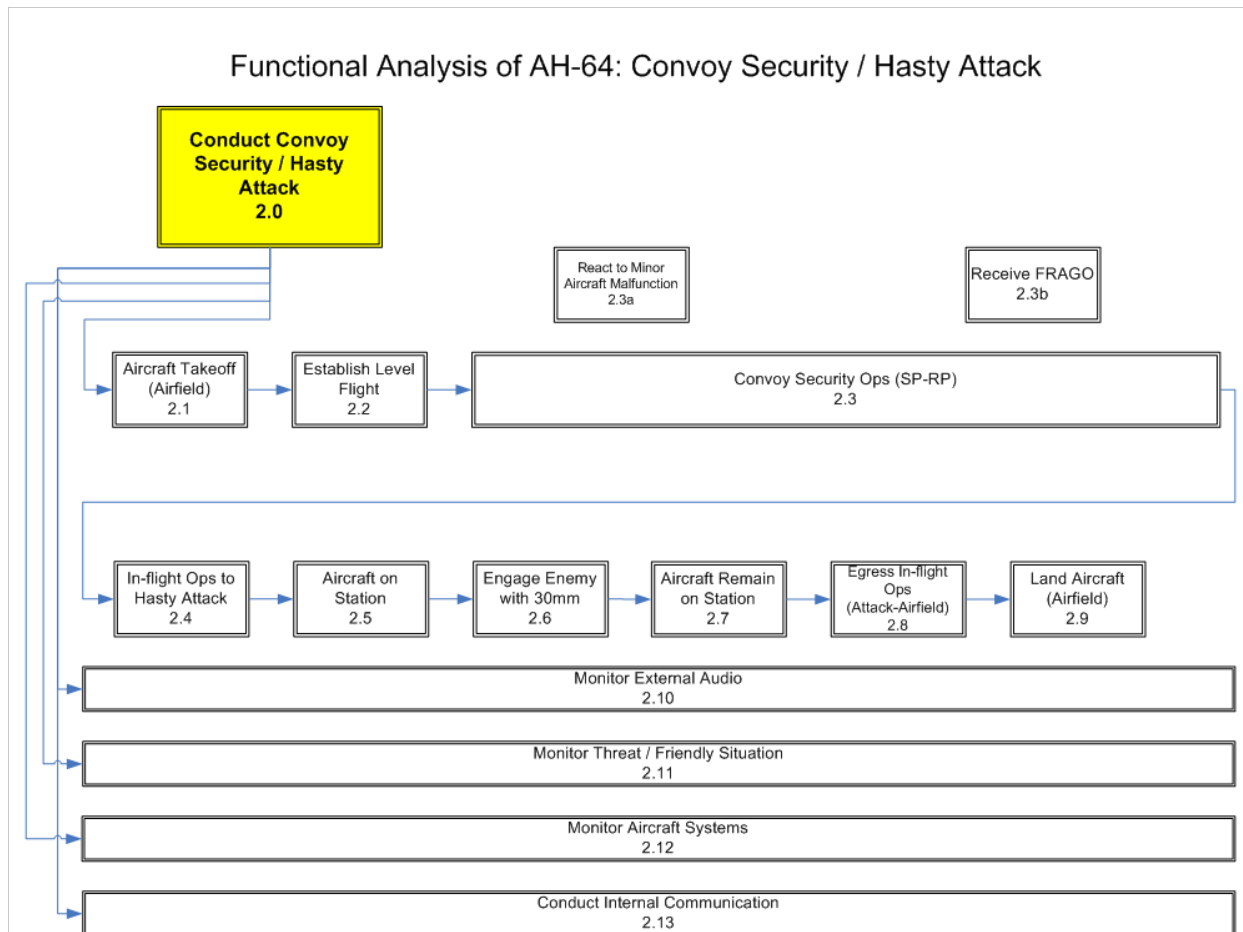 Functional Analysis of AH-64: Convoy Security / Hasty Attack
Conduct Convoy
Security / Hasty
Attack
2.0
React to Minor
Aircraft Malfunction
2.3a
Receive FRAGO
2.3b
Aircraft Takeoff
(Airfield)
2.1
Establish Level
Flight
2.2
Convoy Security Ops (SP-RP)
2.3
In-flight Ops to
Hasty Attack
2.4
Aircraft on
Station
2.5
Engage Enemy
with 30mm
2.6
Aircraft Remain
on Station
2.7
Egress In-flight
Ops
(Attack-Airfield)
2.8
Land Aircraft
(Airfield)
2.9
Monitor External Audio
2.10
Monitor Threat / Friendly Situation
2.11
Monitor Aircraft Systems
2.12
Conduct Internal Communication
2.13